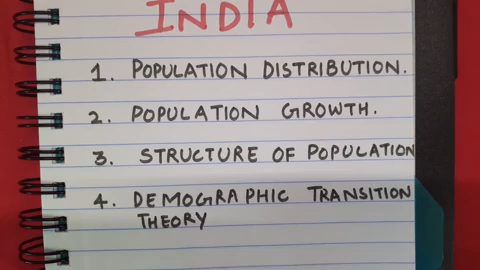 INDIA
1. POPULATION DISTRIBUTION.
2. POPULATION GROWTH.
3. STRUCTURE OF POPULATION
4. DEMOGRAPHIC TRANSITION
THEORY